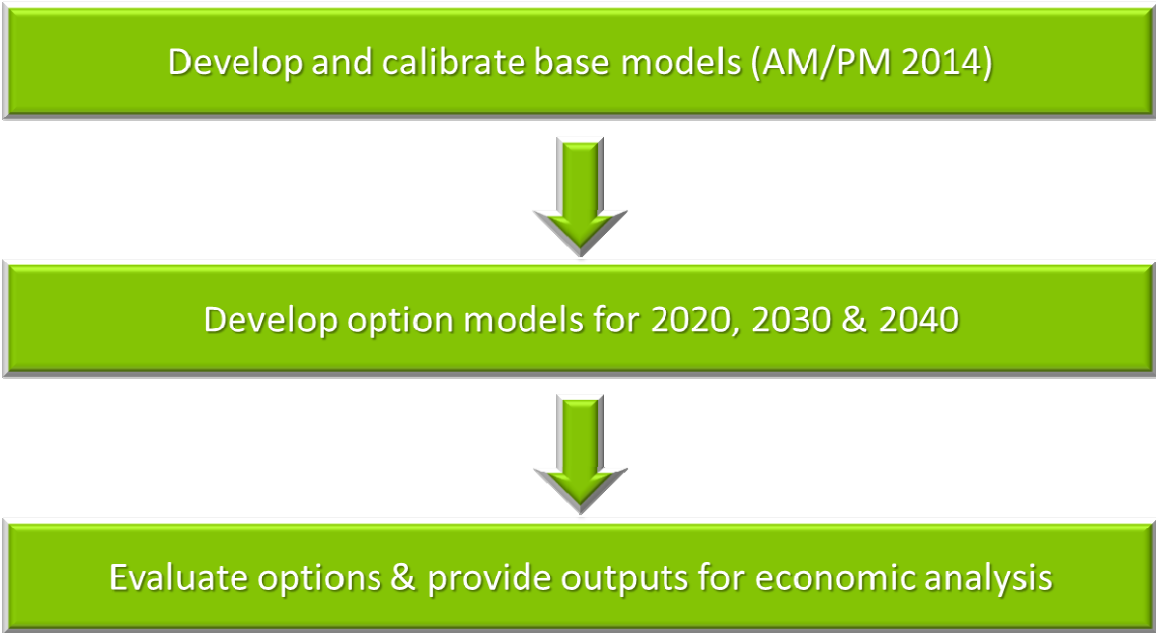 Develop and calibrate base models (AM/PM 2014)
Develop option models for 2020, 2030 & 2040
Evaluate options & provide outputs for economic analysis